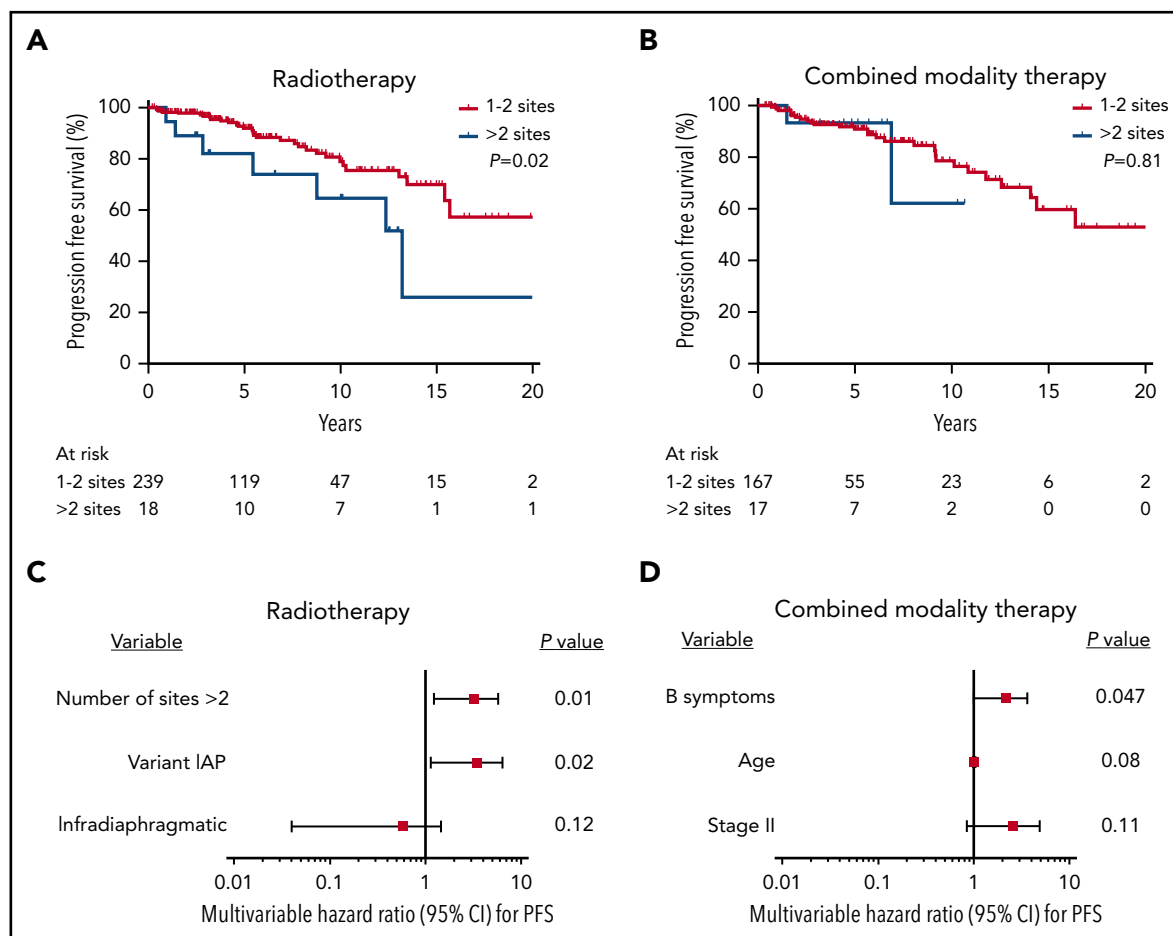 A
Radiotherapy
Progression free survival (%)
100
80
60
40
20
0
1-2 sites
>2 sites
P=0.02
0 5 10 15 20
Years
At risk
1-2 sites 239 119 47 15 2
>2 sites 18 10 7 1 1
B
Combined modality therapy
Progression free survival (%)
100
80
60
40
20
0
1-2 sites
>2 sites
P=0.81
0 5 10 15 20
Years
At risk
1-2 sites 167 55 23 6 2
>2 sites 17 7 2 0 0
C
Radiotherapy
Variable P value
Number of sites >2 0.01
Variant IAP 0.02
Infradiaphragmatic 0.12
0.01 0.1 1 10
Multivariable hazard ratio (95% CI) for PFS
D
Combined modality therapy
Variable P value
B symptoms 0.047
Age 0.08
Stage II 0.11
0.01 0.1 1 10
Multivariable hazard ratio (95% CI) for PFS